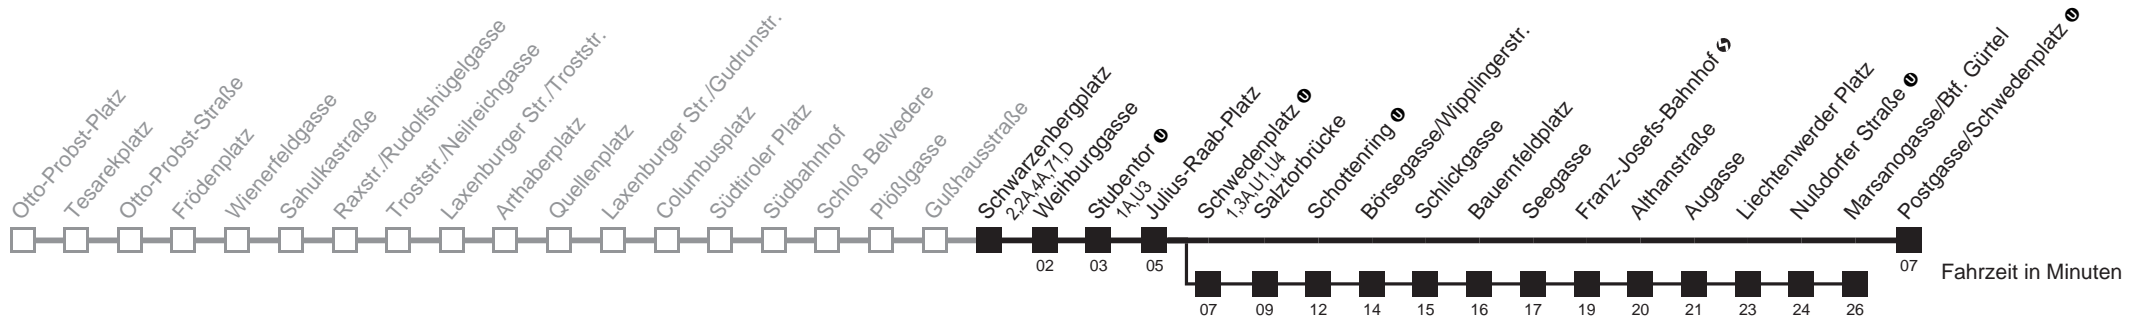 Otto-Probst-Platz
Tesarekplatz
Otto-Probst-Straße
Frödenplatz
Wienerfeldgasse
Sahulkastraße
Raxstr./Rudolfshügelgasse
Troststr./Neilreichgasse
Laxenburger Str./Troststr.
Arthaberplatz
Quellenplatz
Laxenburger Str./Gudrunstr.
Columbusplatz
Südtiroler Platz
Südbahnhof
Schloß Belvedere
Plößlgasse
Gußhausstraße
Schwarzenbergplatz
2,2A,4A,71,D
Weihburggasse
Stubentor U
1A,U3
Julius-Raab-Platz
Schwedenplatz U
1,3A,U1,U4
Salztorbrücke
Schottenring U
Börsegasse/Wipplingerstr.
Schlickgasse
Bauernfeldplatz
Seegasse
Franz-Josefs-Bahnhof S
Althanstraße
Augasse
Liechtenwerder Platz
Nußdorfer Straße U
Marsanogasse/Btf. Gürtel
Postgasse/Schwedenplatz U
02 03 05 07
Fahrzeit in Minuten
07 09 12 14 15 16 17 19 20 21 23 24 26